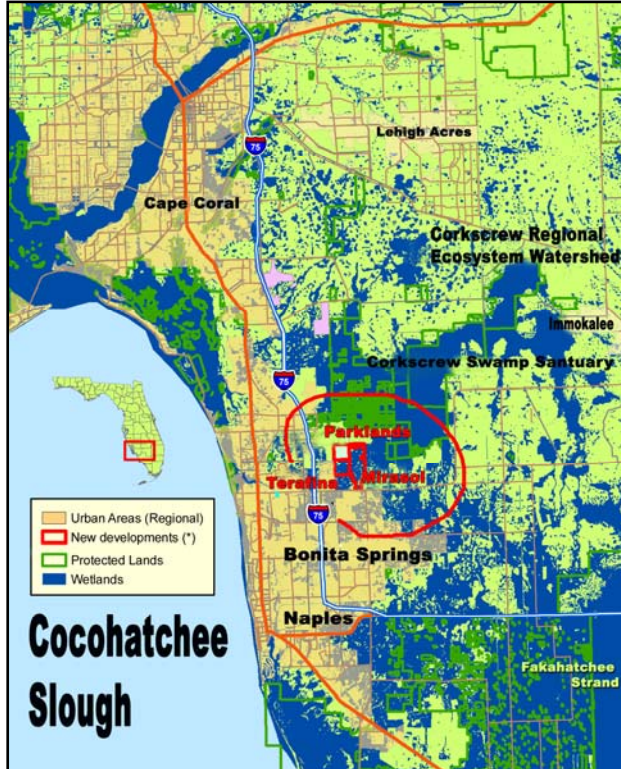 75
Lehigh Acres
Cape Coral
Corkscrew Regional
Ecosystem Watershed
Immokalee
Corkscrew Swamp Santuary
75
Parklands
Terafina
Mirasol
75
Urban Areas (Regional)
New developments (*)
Protected Lands
Wetlands
Bonita Springs
Naples
Cocohatchee
Slough
Fakahatchee
Strand